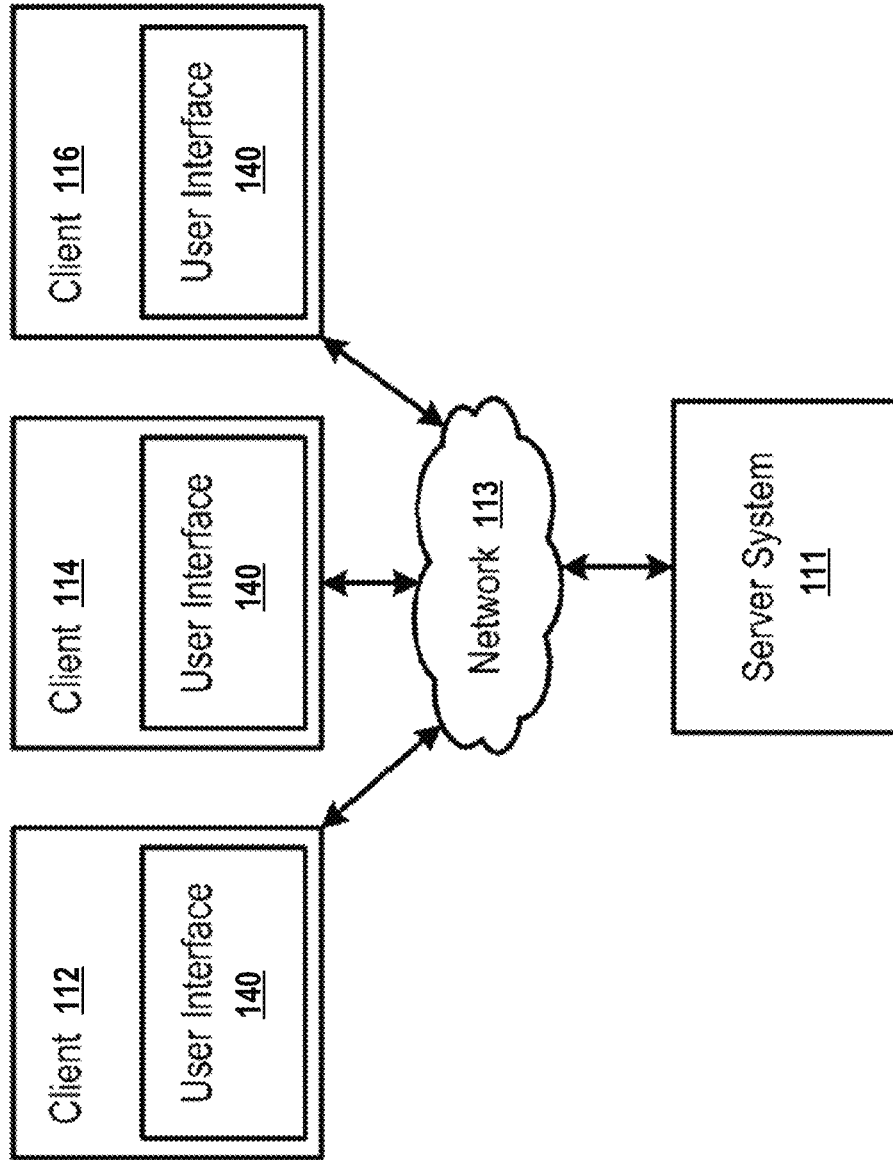 Client 112
User Interface
140
Client 114
User Interface
140
Client 116
User Interface
140
Network 113
Server System
111